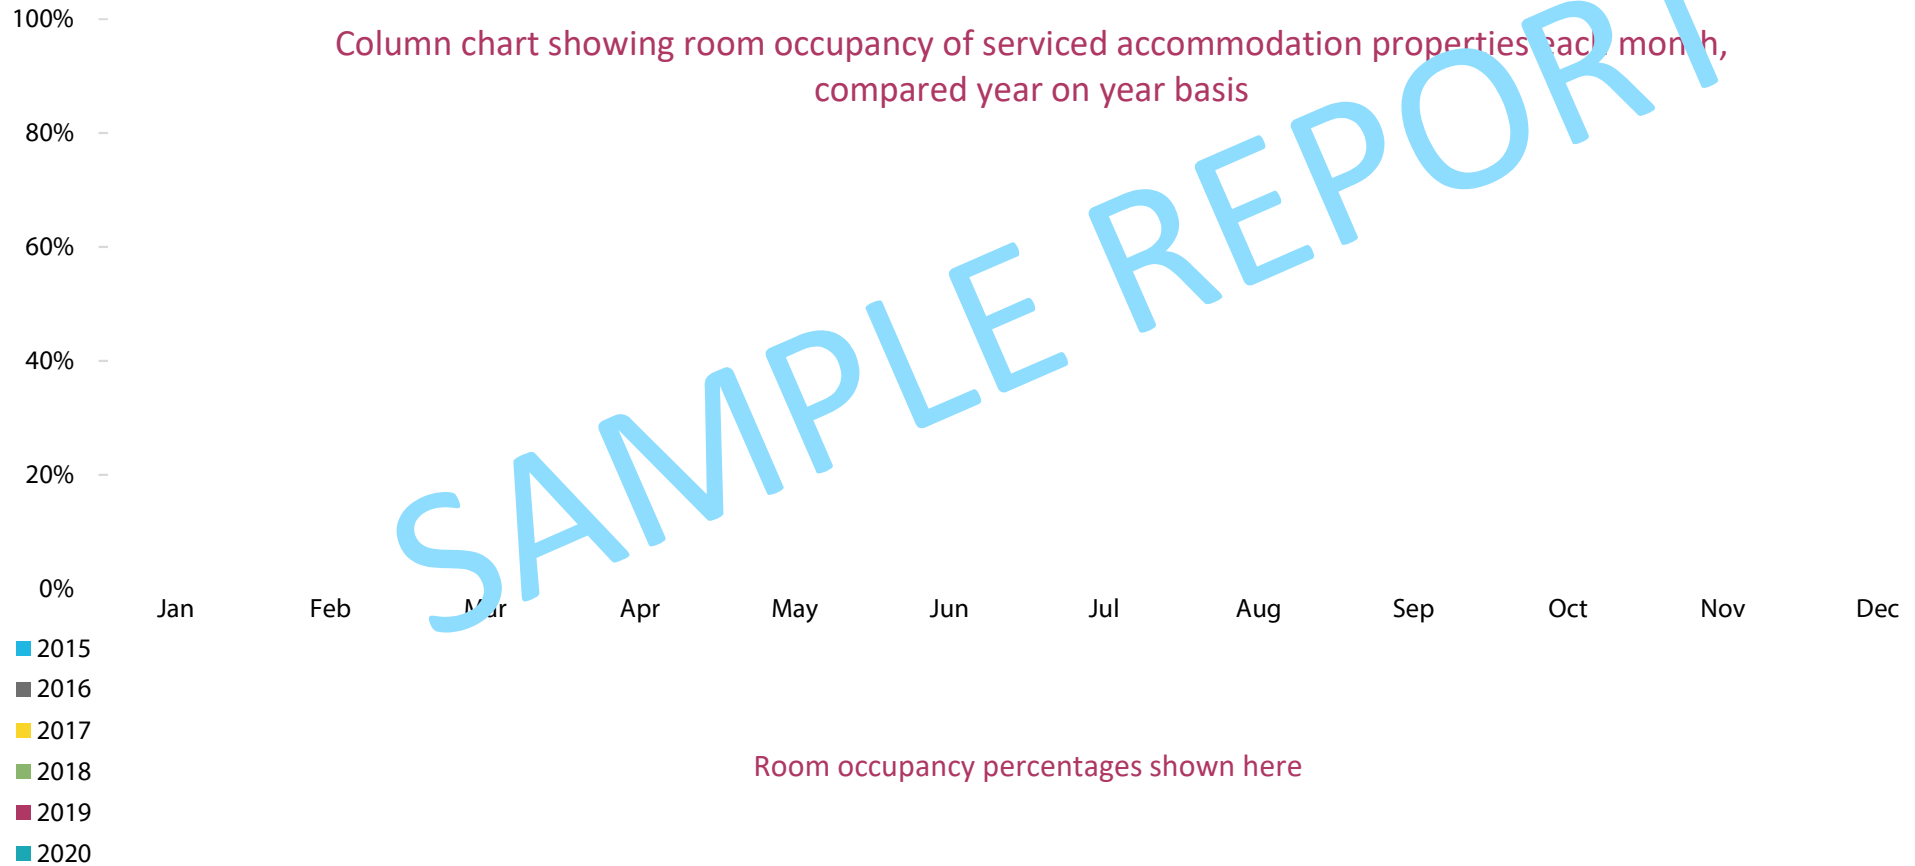 100%
Column chart showing room occupancy of serviced accommodation properties each month,
compared year on year basis
80%
60%
40%
20%
0%
SAMPLE REPORT
Jan Feb Mar Apr May Jun Jul Aug Sep Oct Nov Dec
2015
2016
2017
Room occupancy percentages shown here
2018
2019
2020